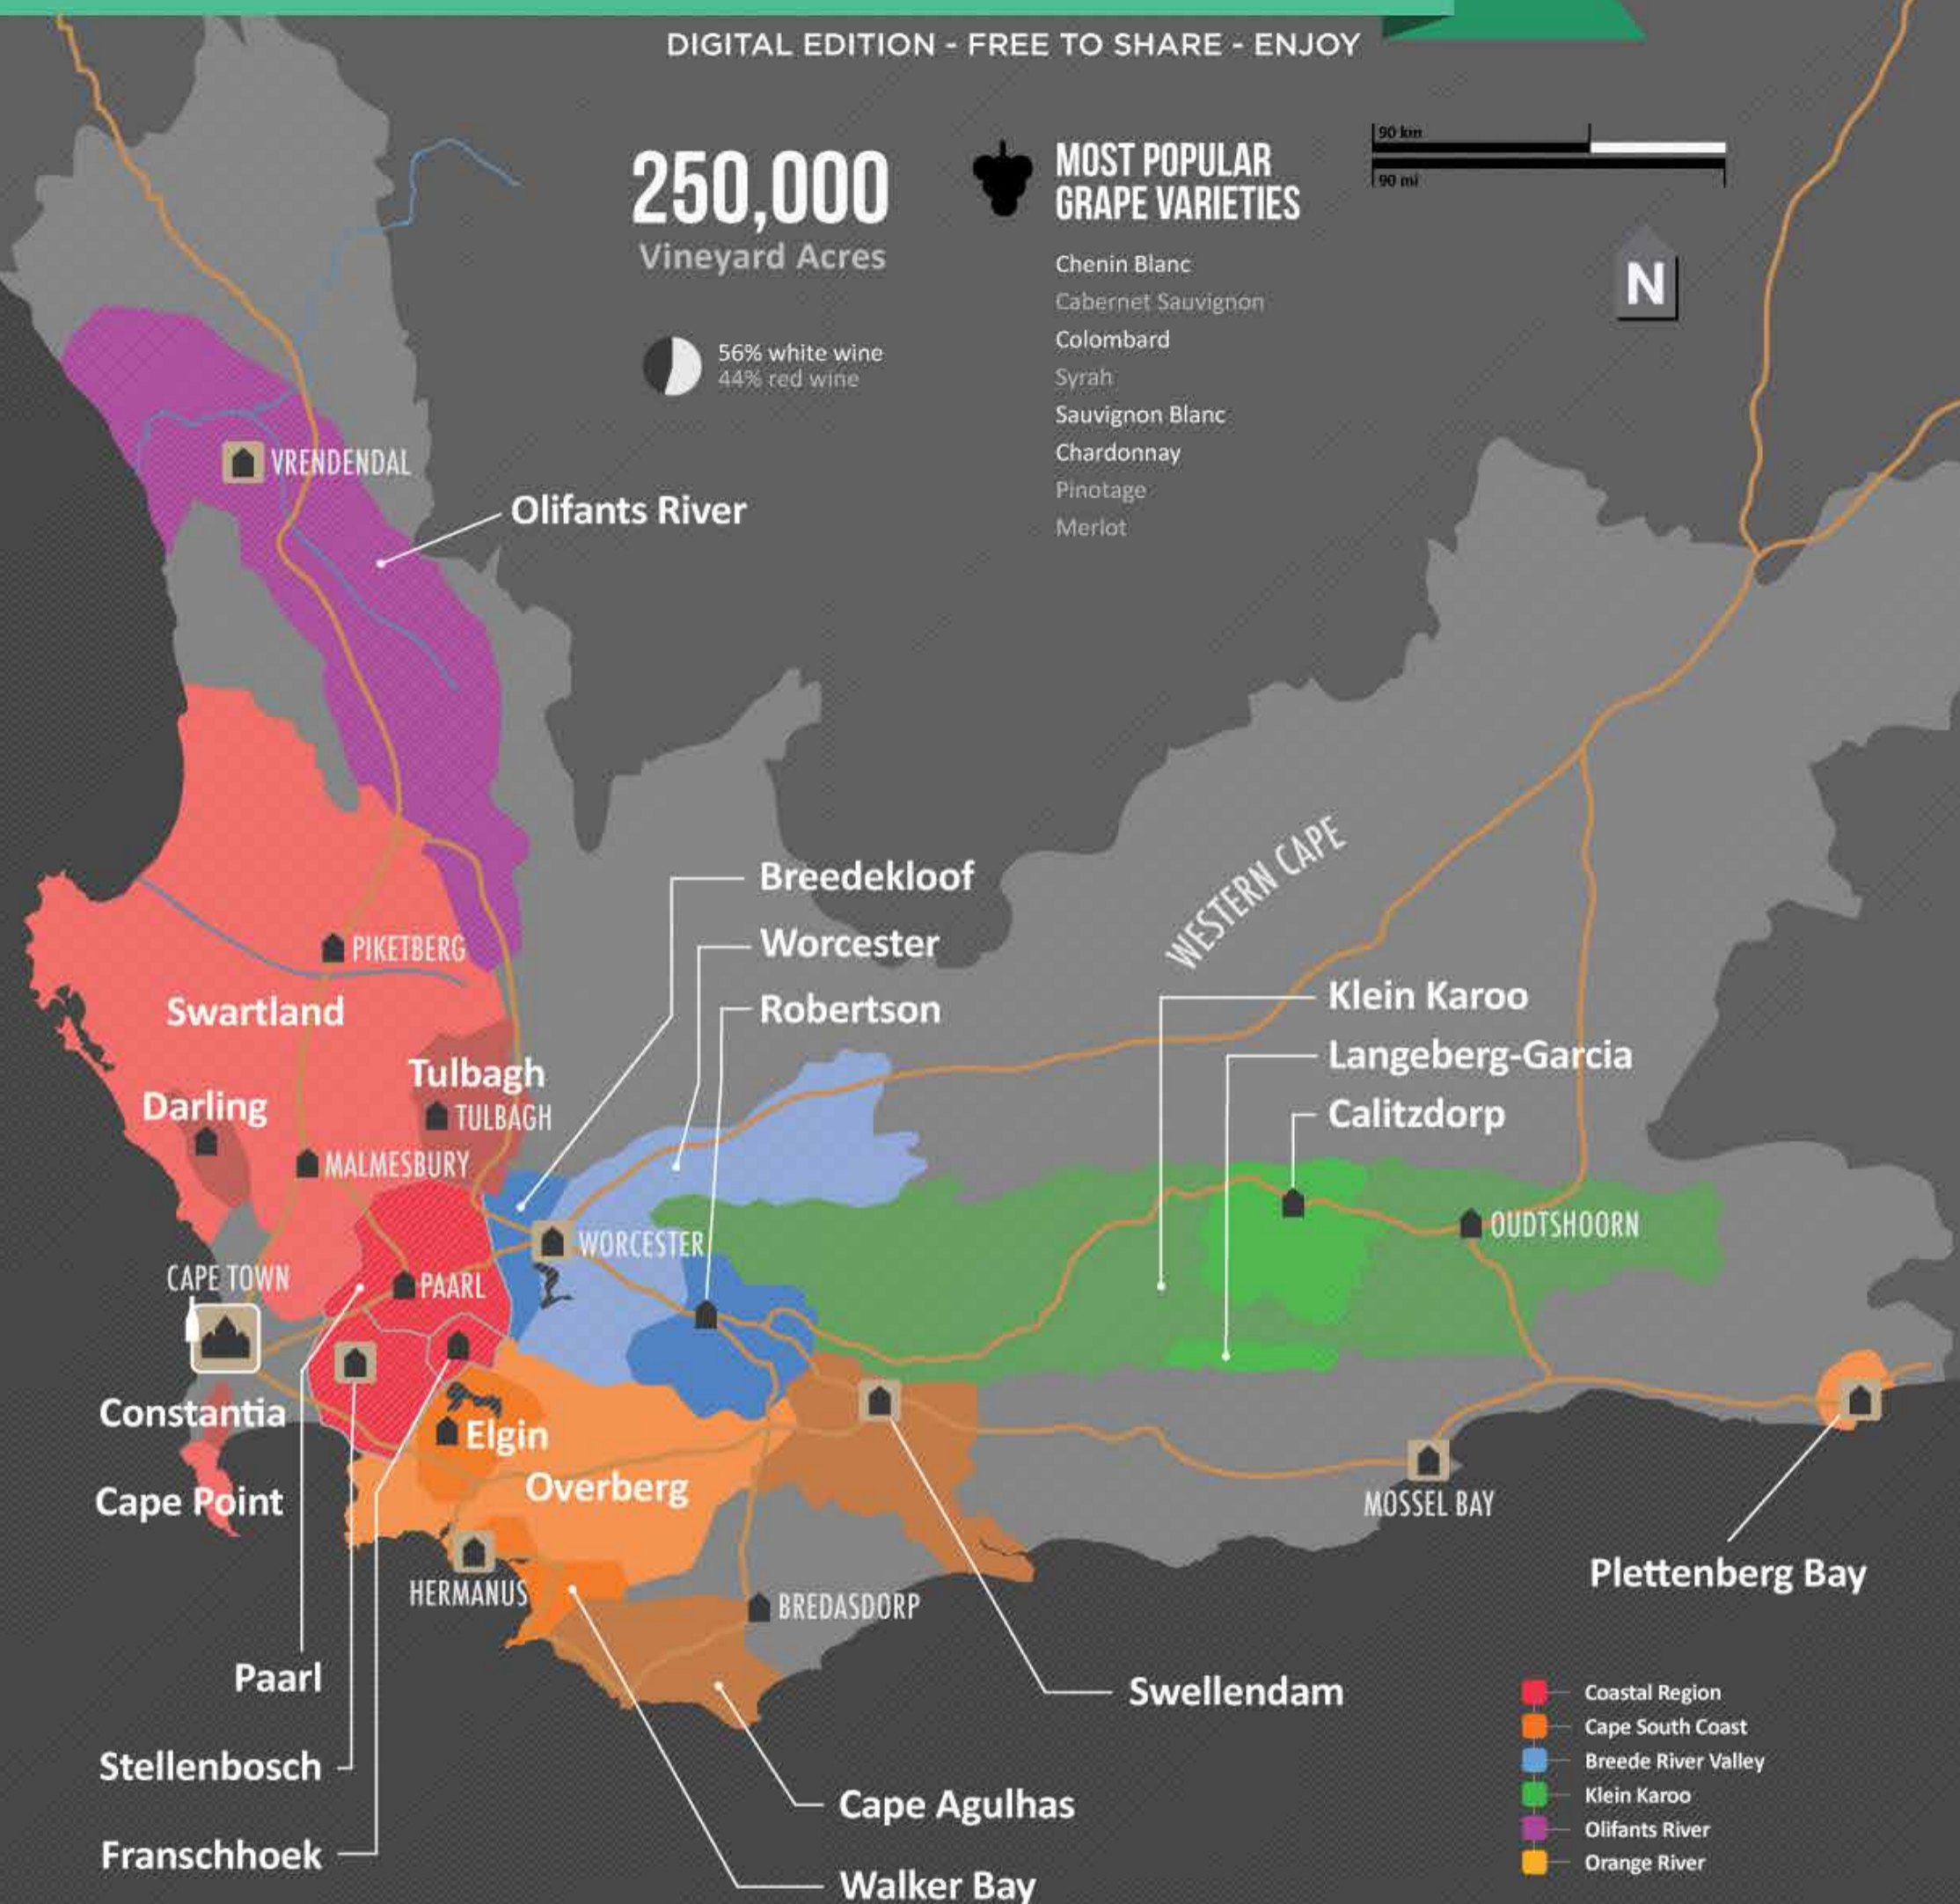 DIGITAL EDITION - FREE TO SHARE - ENJOY
250,000
Vineyard Acres
56% white wine
44% red wine
MOST POPULAR
GRAPE VARIETIES
Chenin Blanc
Cabernet Sauvignon
Colombard
Syrah
Sauvignon Blanc
Chardonnay
Pinotage
Merlot
90 km
90 mi
N
VRENDENDAL
Olifants River
WESTERN CAPE
Breedekloof
Worcester
Robertson
PIKETBERG
Swartland
Tulbagh
TULBAGH
Darling
MALMESBURY
Klein Karoo
Langeberg-Garcia
Calitzdorp
WORCESTER
OUDTSHOORN
CAPE TOWN
PAARL
Constantia
Elgin
Overberg
Cape Point
MOSSEL BAY
HERMANUS
BREDASDORP
Plettenberg Bay
Paarl
Swellendam
Stellenbosch
Cape Agulhas
Franschhoek
Walker Bay
Coastal Region
Cape South Coast
Breede River Valley
Klein Karoo
Olifants River
Orange River